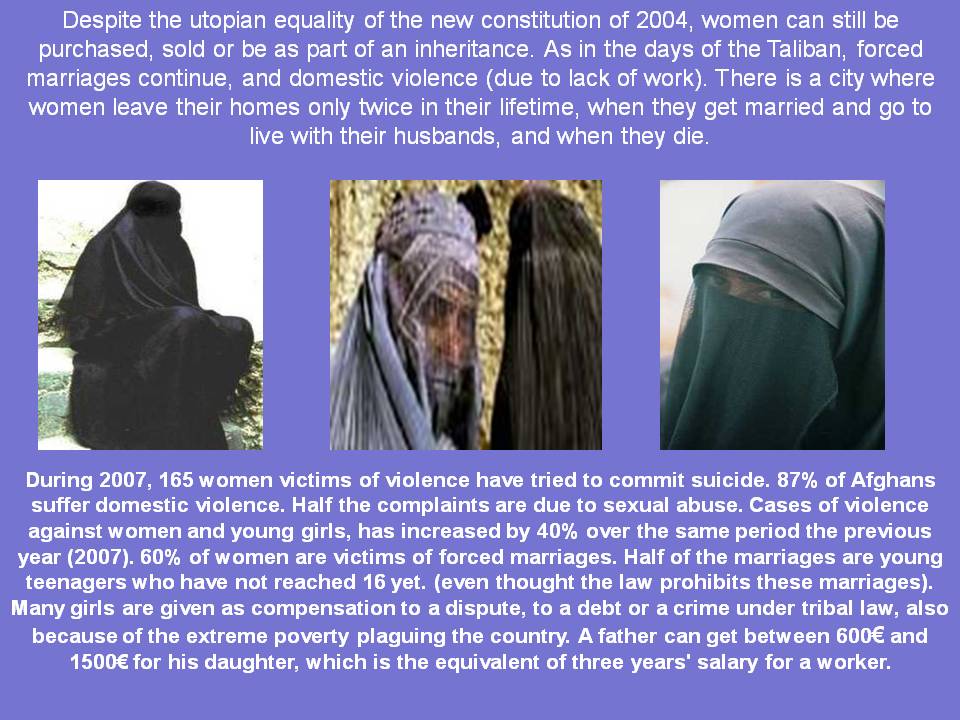 Despite the utopian equality of the new constitution of 2004, women can still be
purchased, sold or be as part of an inheritance. As in the days of the Taliban, forced
marriages continue, and domestic violence (due to lack of work). There is a city where
women leave their homes only twice in their lifetime, when they get married and go to
live with their husbands, and when they die.
During 2007, 165 women victims of violence have tried to commit suicide. 87% of Afghans
suffer domestic violence. Half the complaints are due to sexual abuse. Cases of violence
against women and young girls, has increased by 40% over the same period the previous
year (2007). 60% of women are victims of forced marriages. Half of the marriages are young
teenagers who have not reached 16 yet. (even thought the law prohibits these marriages).
Many girls are given as compensation to a dispute, to a debt or a crime under tribal law, also
because of the extreme poverty plaguing the country. A father can get between 600€ and
1500€ for his daughter, which is the equivalent of three years' salary for a worker.